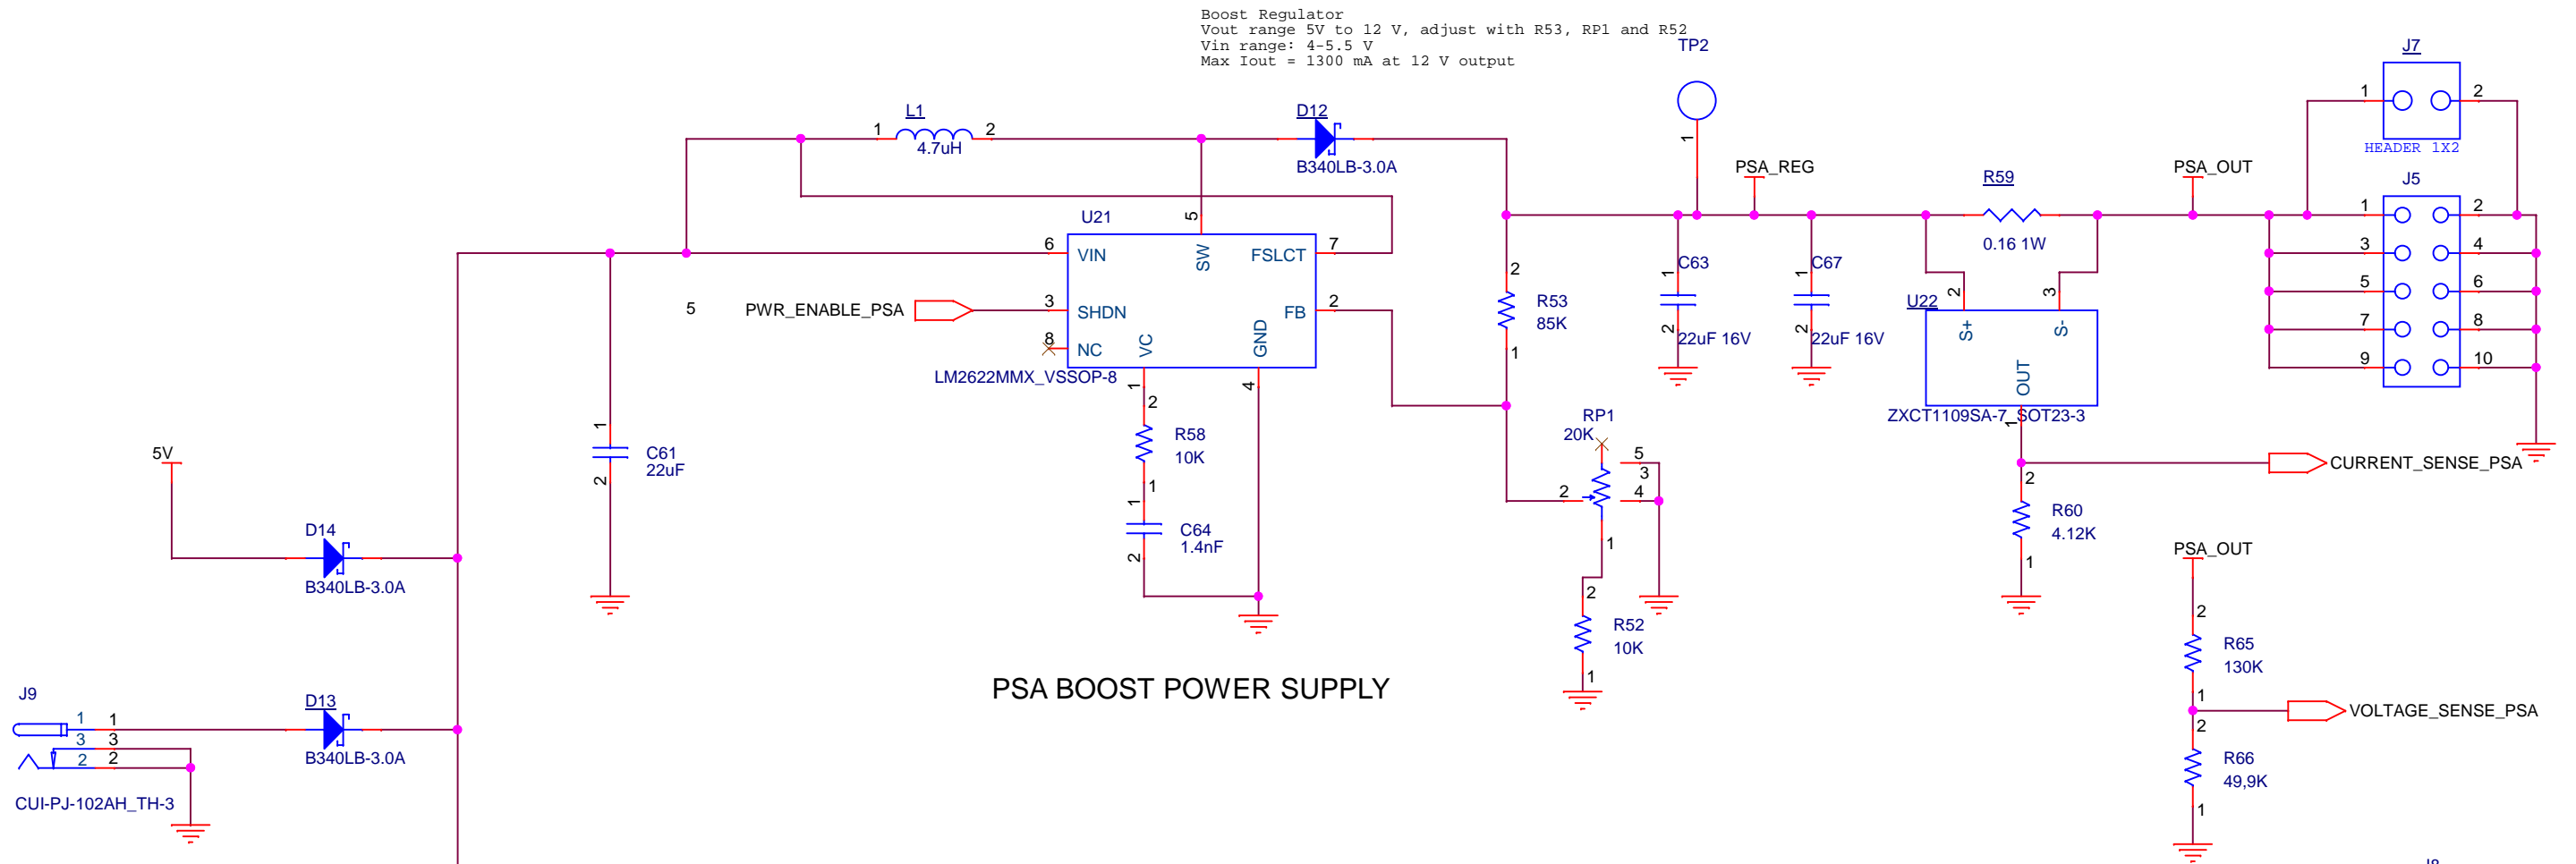 Boost Regulator
Vout range 5V to 12 V, adjust with R53, RP1 and R52
Vin range: 4-5.5 V
Max Iout = 1300 mA at 12 V output
TP2
1
J7
1 2
HEADER 1X2
L1
1 2
4.7uH
D12
B340LB-3.0A
PSA_REG
R59
0.16 1W
PSA_OUT
J5
1 2
3 4
5 6
7 8
9 10
U21
5
6 VIN
SW
FSLCT 7
PWR_ENABLE_PSA
3 SHDN
FB 2
8 NC
VC
GND
LM2622MMX_VSSOP-8
1
4
5
2
R53
85K
1
C63
1
2
22uF 16V
C67
1
2
22uF 16V
U22
2
3
S+
S-
OUT
ZXCT1109SA-7_SOT23-3
1
CURRENT_SENSE_PSA
2
R60
4.12K
1
2
R58
10K
1
1
C64
1.4nF
2
RP1
20K
5
3
4
2
1
2
R52
10K
1
1
C61
22uF
2
5V
D14
B340LB-3.0A
D13
B340LB-3.0A
J9
1 1
3 3
2 2
CUI-PJ-102AH_TH-3
PSA BOOST POWER SUPPLY
PSA_OUT
2
R65
130K
1
VOLTAGE_SENSE_PSA
2
R66
49,9K
1